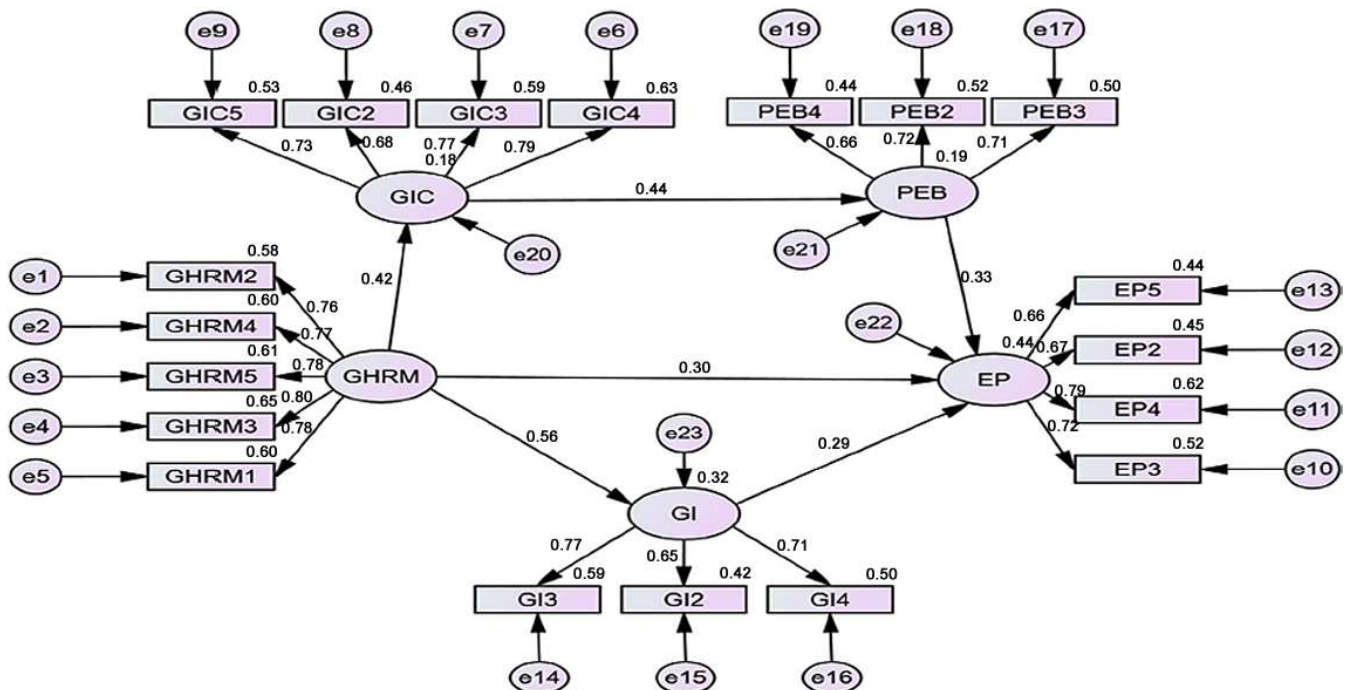 e9 e8 e7 e6 e19 e18 e17
0.53 0.46 0.59 0.63 0.44 0.52 0.50
GIC5 GIC2 GIC3 GIC4 PEB4 PEB2 PEB3
0.73 0.68 0.77 0.79 0.66 0.72 0.71
0.18 0.19
GIC 0.44 PEB
e20 e21
0.58
e1 GHRM2 0.42 0.33 0.44
EP5 e13
0.60 0.76 0.66
e2 GHRM4 0.77 e22 0.45
0.61 0.78 0.44 0.67 EP2 e12
e3 GHRM5 GHRM 0.30 EP
0.65 0.80 0.79 0.62
e4 GHRM3 0.78 e23 0.72 EP4 e11
0.60 0.56 0.29 0.52
e5 GHRM1 0.32 EP3 e10
GI
0.77 0.65 0.71
0.59 0.42 0.50
GI3 GI2 GI4
e14 e15 e16